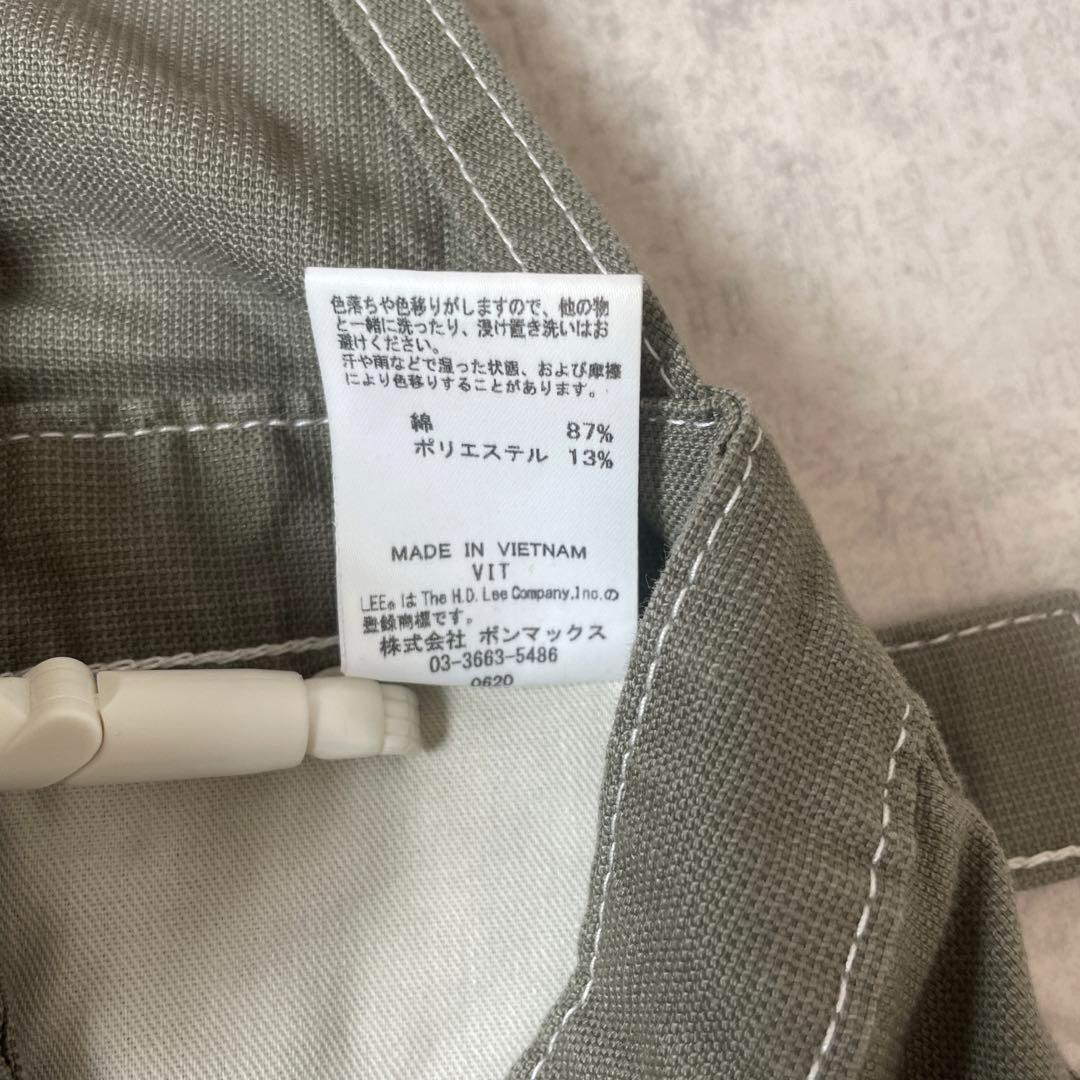 色落ちや色移りがしますので、他の物
と一緒に洗ったり、浸け置き洗いはお
避けください。
汗や雨などで湿った状態、および摩擦
により色移りすることがあります。
綿 87%
ポリエステル 13%
MADE IN VIETNAM
VIT
LEE®は The H.D. Lee Company,Inc.の
登録商標です。
株式会社 ボンマックス
03-3663-5486
0620